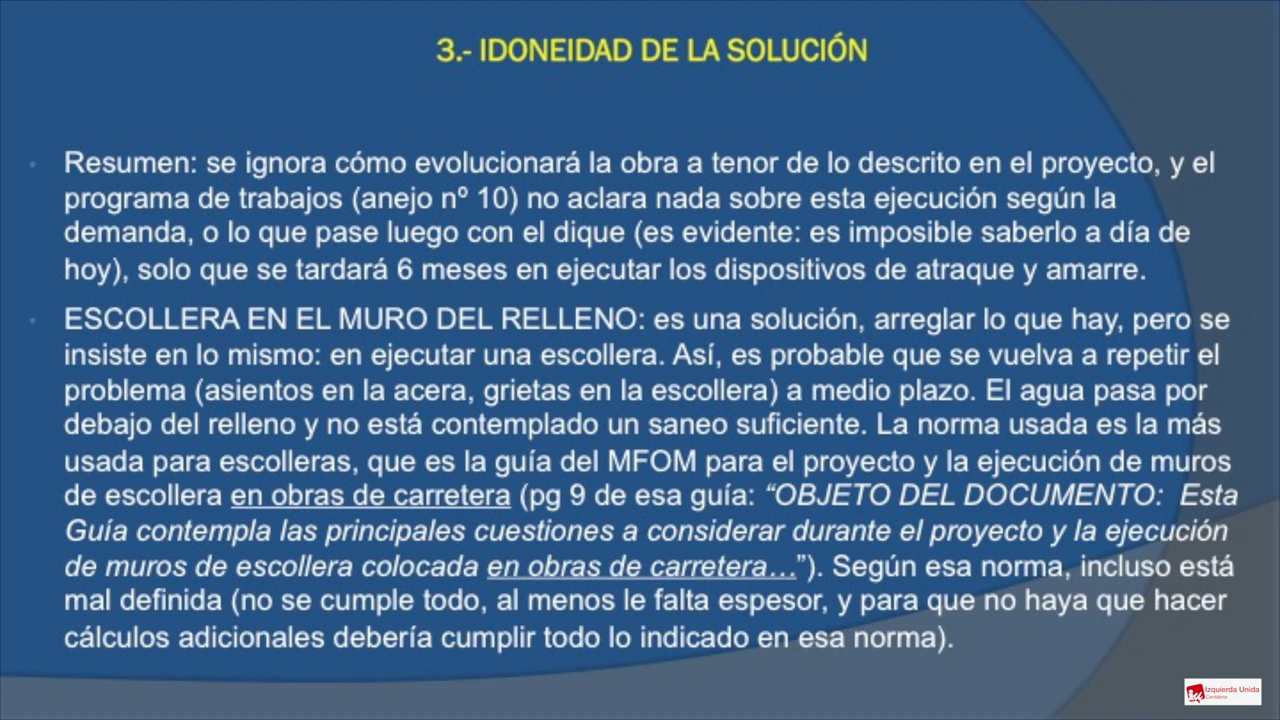 3.- IDONEIDAD DE LA SOLUCIÓN
Resumen: se ignora cómo evolucionará la obra a tenor de lo descrito en el proyecto, y el
programa de trabajos (anejo nº 10) no aclara nada sobre esta ejecución según la
demanda, o lo que pase luego con el dique (es evidente: es imposible saberlo a día de
hoy), solo que se tardará 6 meses en ejecutar los dispositivos de atraque y amarre.
ESCOLLERA EN EL MURO DEL RELLENO: es una solución, arreglar lo que hay, pero se
insiste en lo mismo: en ejecutar una escollera. Así, es probable que se vuelva a repetir el
problema (asientos en la acera, grietas en la escollera) a medio plazo. El agua pasa por
debajo del relleno y no está contemplado un saneo suficiente. La norma usada es la más
usada para escolleras, que es la guía del MFOM para el proyecto y la ejecución de muros
de escollera en obras de carretera (pg 9 de esa guía: “OBJETO DEL DOCUMENTO: Esta
Guía contempla las principales cuestiones a considerar durante el proyecto y la ejecución
de muros de escollera colocada en obras de carretera…”). Según esa norma, incluso está
mal definida (no se cumple todo, al menos le falta espesor, y para que no haya que hacer
cálculos adicionales debería cumplir todo lo indicado en esa norma).
Izquierda Unida
Cantabria